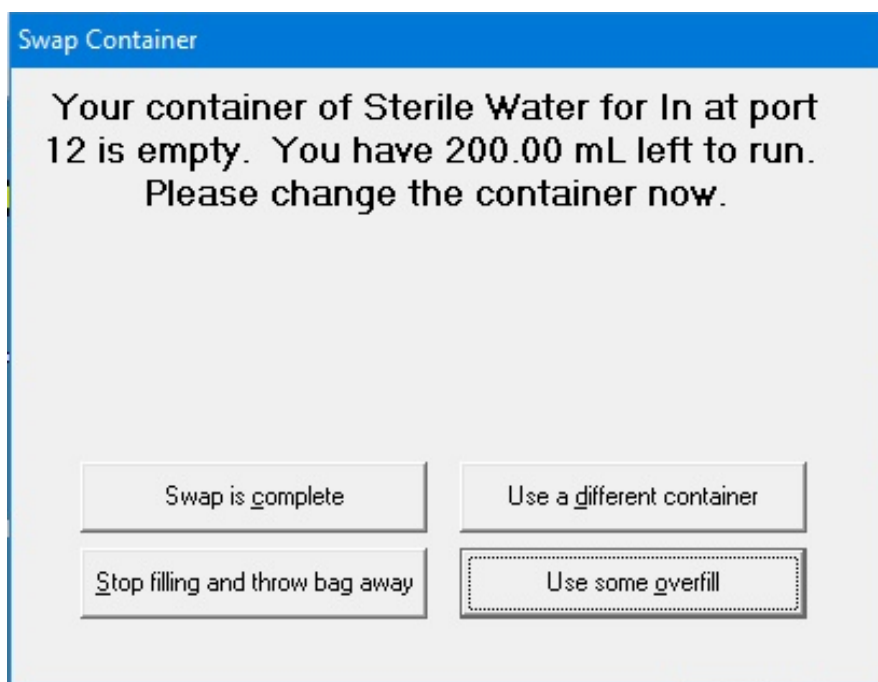 Swap Container
Your container of Sterile Water for In at port
12 is empty.  You have 200.00 mL left to run.
Please change the container now.
Swap is complete
Use a different container
Stop filling and throw bag away
Use some overfill